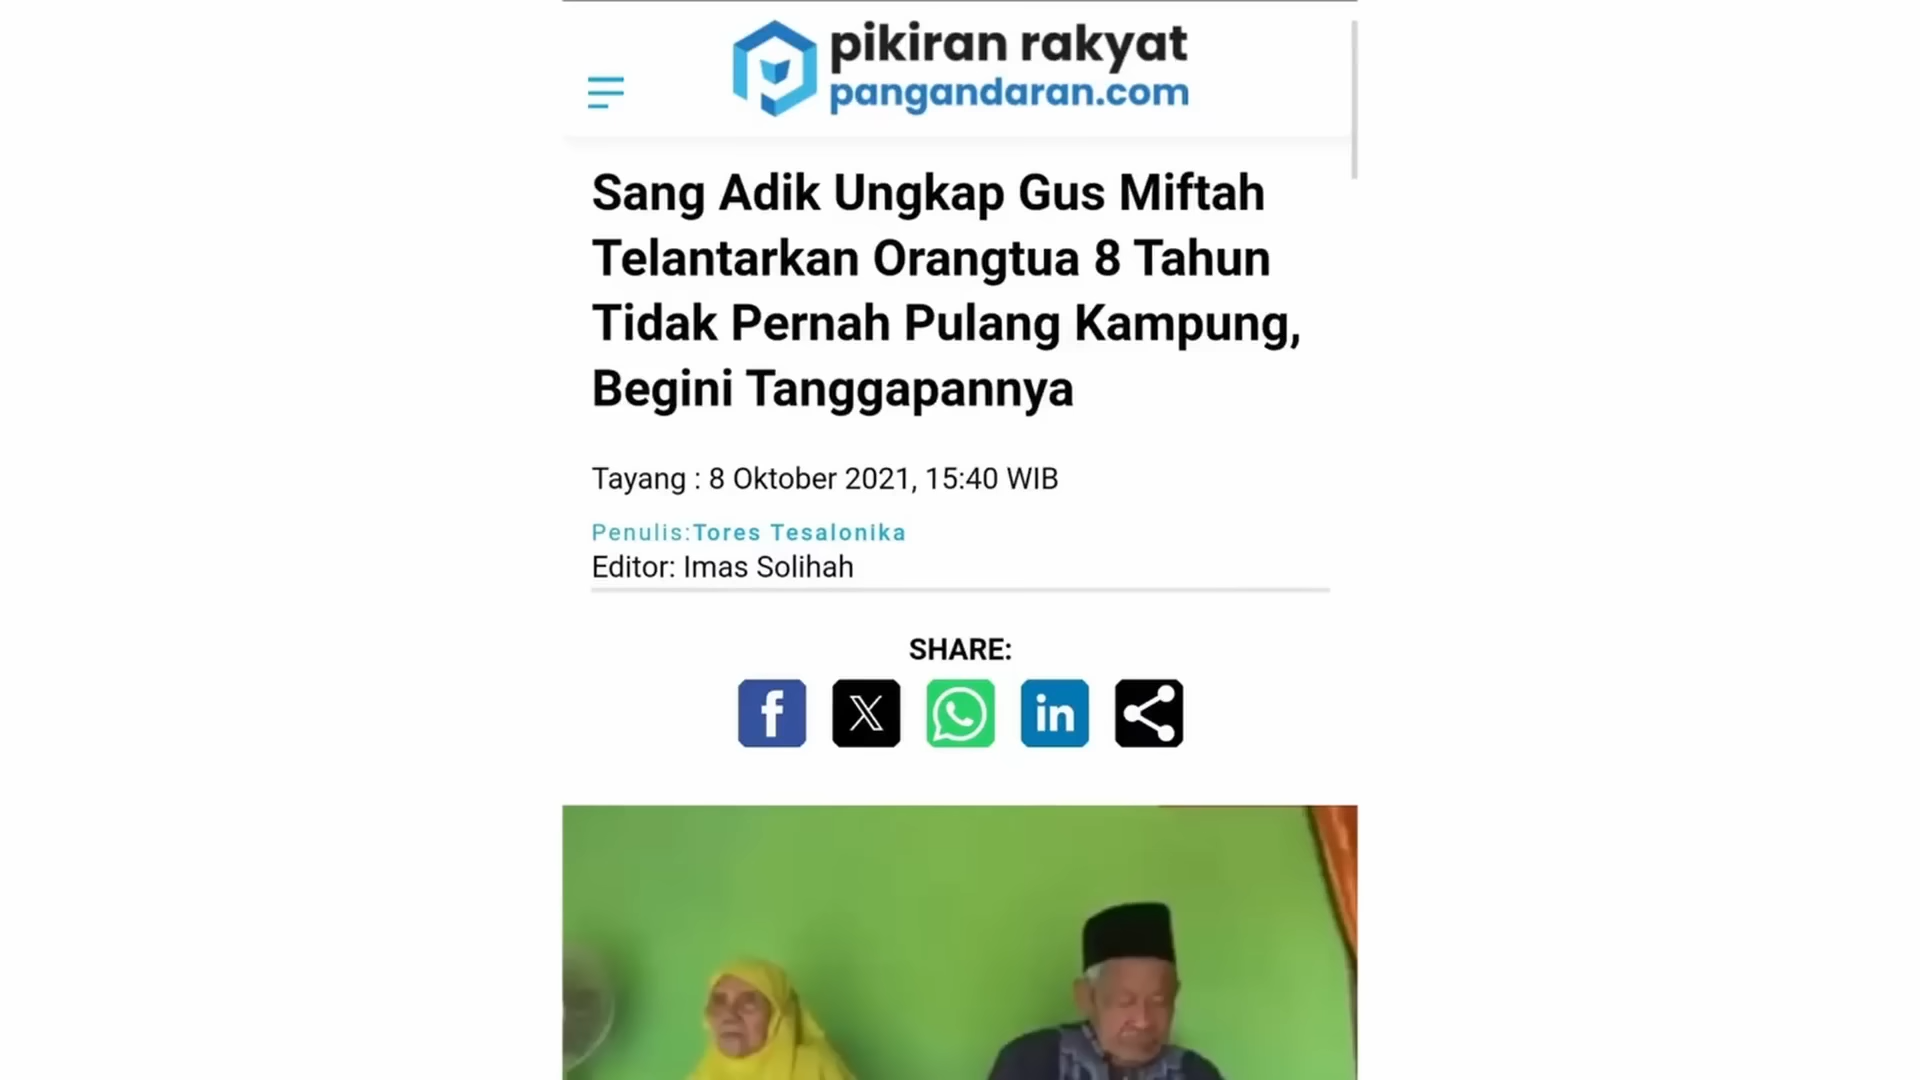 pikiran rakyat
pangandaran.com
Sang Adik Ungkap Gus Miftah
Telantarkan Orangtua 8 Tahun
Tidak Pernah Pulang Kampung,
Begini Tanggapannya
Tayang : 8 Oktober 2021, 15:40 WIB
Penulis:Tores Tesalonika
Editor: Imas Solihah
SHARE: